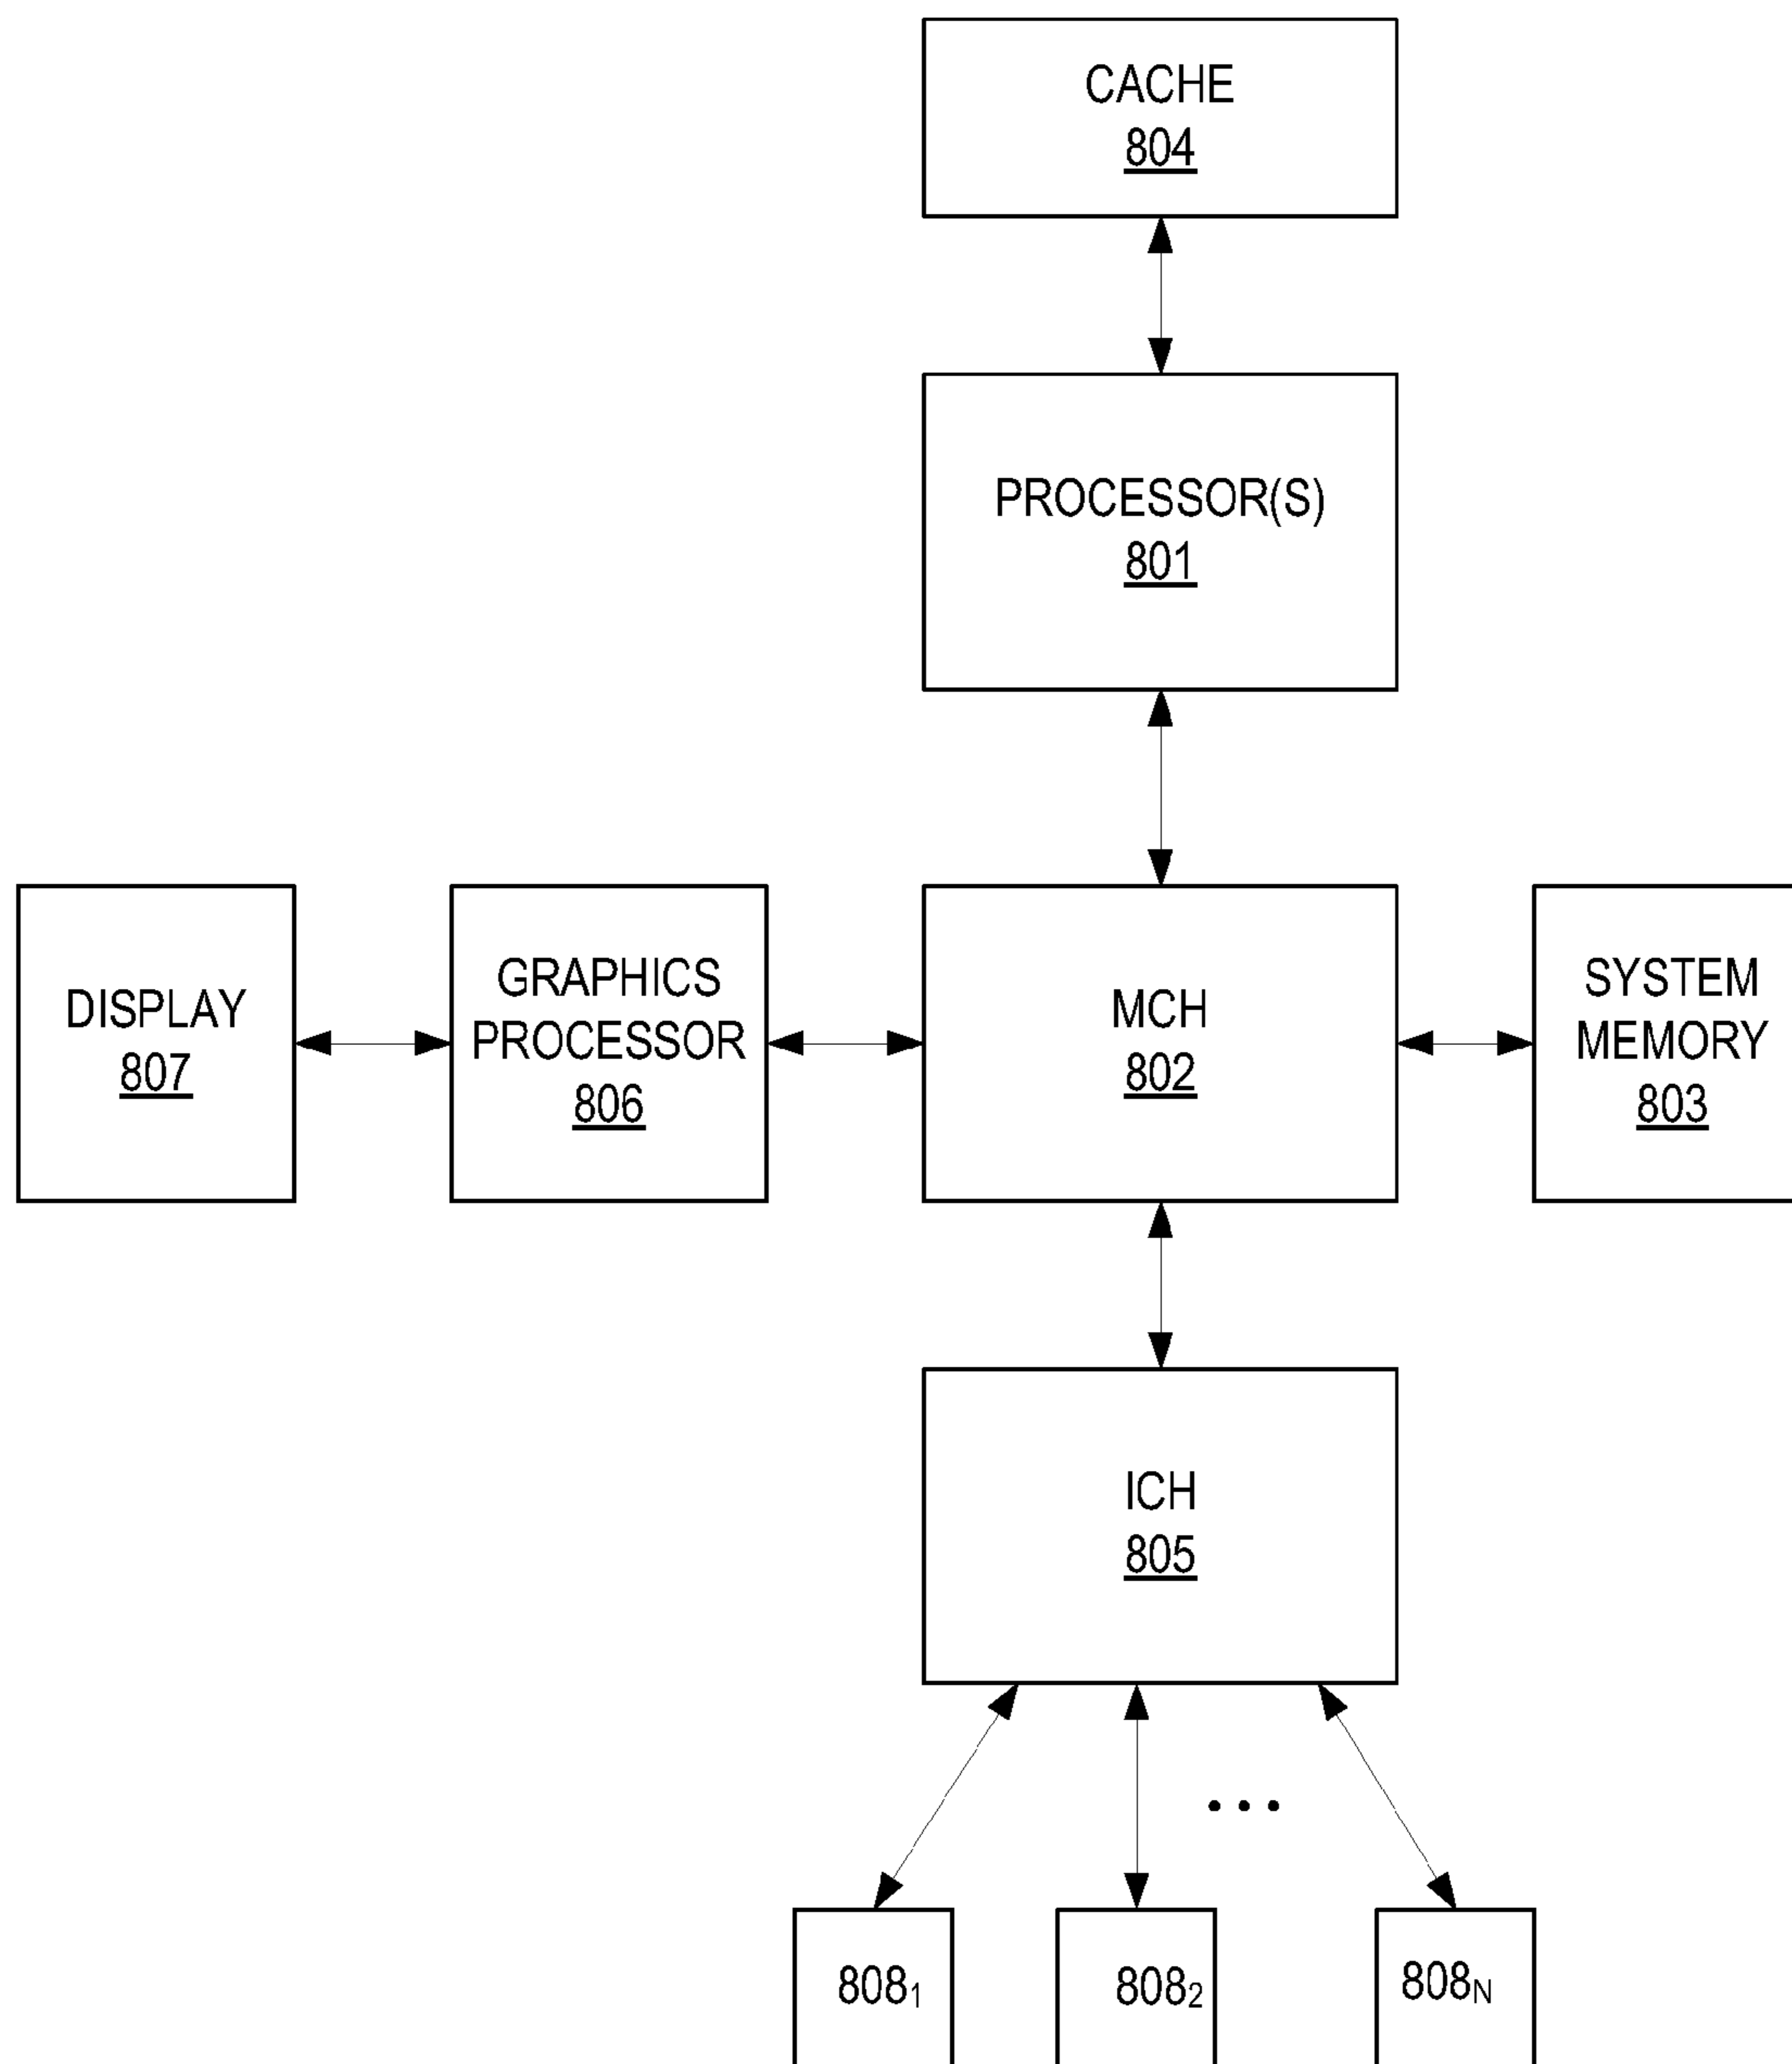 CACHE
804
PROCESSOR(S)
801
DISPLAY
807
GRAPHICS
PROCESSOR
806
MCH
802
SYSTEM
MEMORY
803
ICH
805
...
808₁
808₂
808N